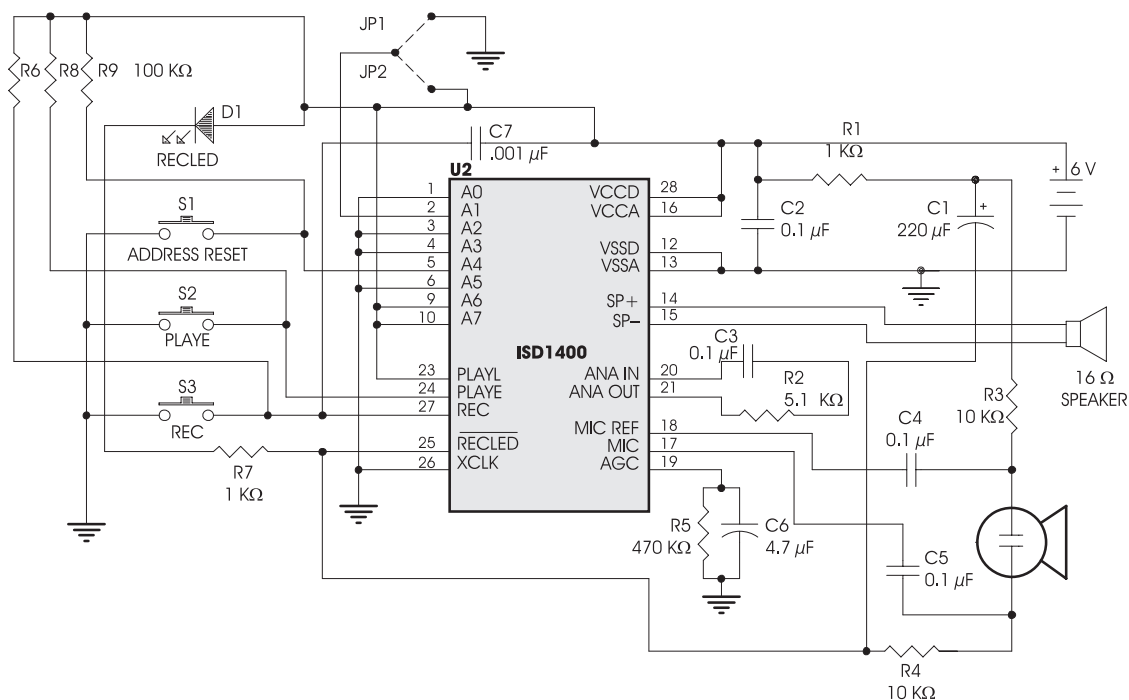 JP1
JP2
R6
R8
R9
100 KΩ
D1
RECLED
C7
.001 µF
U2
R1
1 KΩ
+
6 V
S1
ADDRESS RESET
S2
PLAYE
S3
REC
R7
1 KΩ
1
A0
2
A1
3
A2
4
A3
5
A4
6
A5
9
A6
10
A7
ISD1400
23
PLAYL
24
PLAYE
27
REC
25
RECLED
26
XCLK
VCCD
28
VCCA
16
VSSD
12
VSSA
13
SP+
14
SP–
15
ANA IN
20
ANA OUT
21
MIC REF
18
MIC
17
AGC
19
C2
0.1 µF
C1
220 µF
+
C3
0.1 µF
R2
5.1 KΩ
16 Ω
SPEAKER
R3
10 KΩ
C4
0.1 µF
R5
470 KΩ
C6
4.7 µF
C5
0.1 µF
R4
10 KΩ